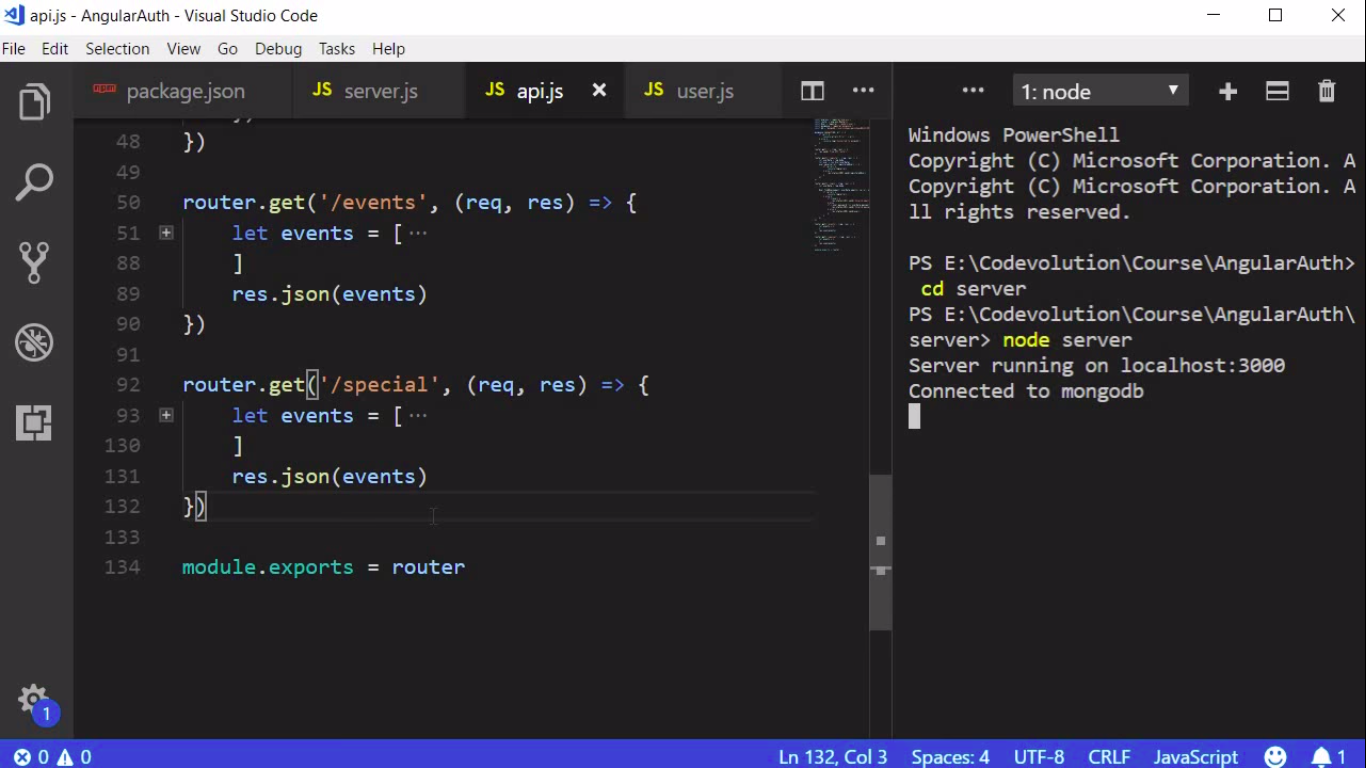 api.js - AngularAuth - Visual Studio Code
File Edit Selection View Go Debug Tasks Help
package.json
JS server.js
JS api.js
JS user.js
1: node
48 })
49
50 router.get('/events', (req, res) => {
51 let events = [ ...
88 ]
89 res.json(events)
90 })
91
92 router.get('/special', (req, res) => {
93 let events = [ ...
130 ]
131 res.json(events)
132 })
133
134 module.exports = router
Windows PowerShell
Copyright (C) Microsoft Corporation. A
Copyright (C) Microsoft Corporation. A
ll rights reserved.
PS E:\Codevolution\Course\AngularAuth>
cd server
PS E:\Codevolution\Course\AngularAuth\
server> node server
Server running on localhost:3000
Connected to mongodb
1
0 0 Ln 132, Col 3 Spaces: 4 UTF-8 CRLF JavaScript 1